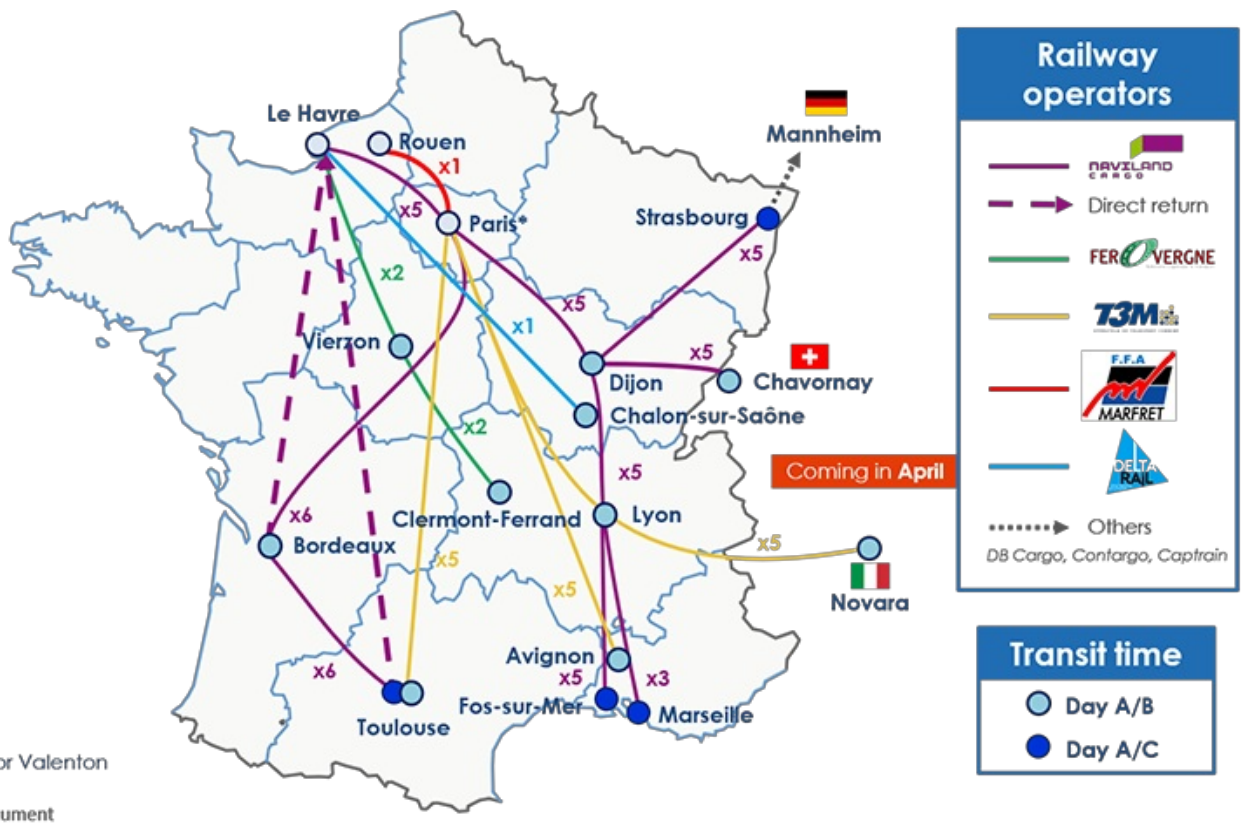 Le Havre
Rouen
x1
x5
Paris*
Mannheim
Strasbourg
x5
x2
x5
x1
Vierzon
x5
Dijon
Chavornay
Chalon-sur-Saône
x2
x5
Clermont-Ferrand
Lyon
x6
Bordeaux
x5
x5
x5
Novara
x6
Avignon
x5
x3
Fos-sur-Mer
Marseille
Toulouse
or Valenton
ument
Coming in April
Railway
operators
NAVILAND
CARGO
Direct return
FEROVERGNE
T3M
F.F.A
MARFRET
DELTA
RAIL
Others
DB Cargo, Contargo, Captrain
Transit time
Day A/B
Day A/C